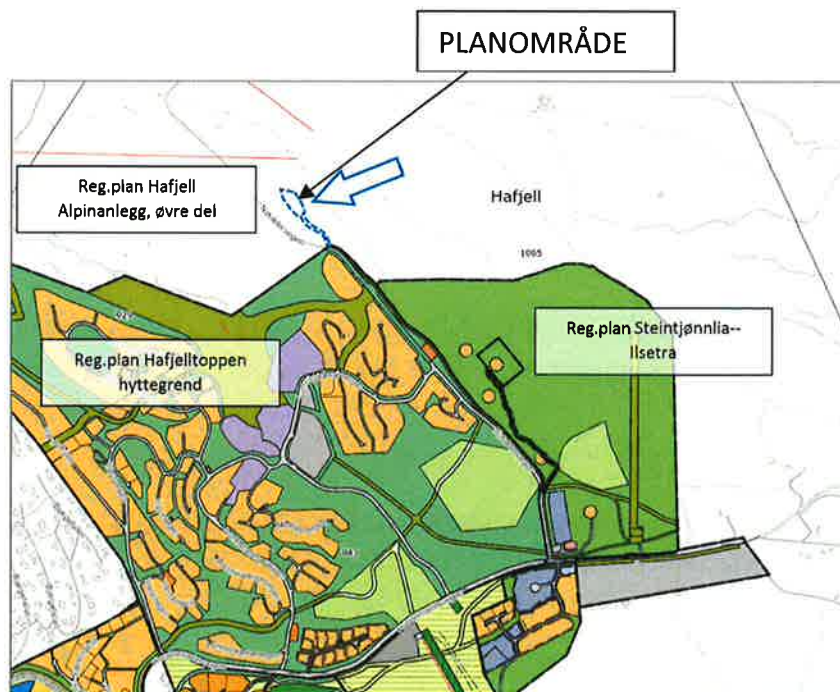 PLANOMRÅDE
Reg.plan Hafjell
Alpinanlegg, øvre del
Hafjell
1065
Reg.plan Steintjønnlia--
Ilsetra
Reg.plan Hafjelltoppen
hyttegrend